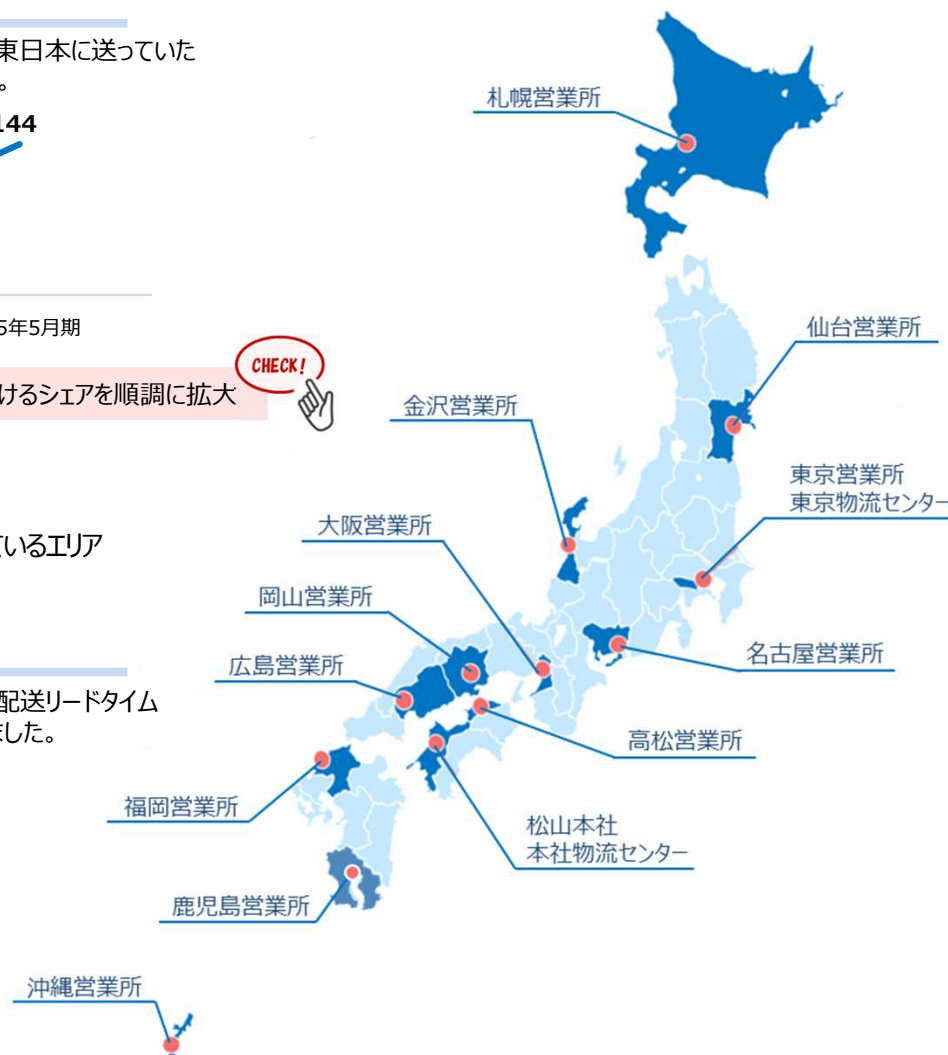 東日本に送っていた
。
144
5年5月期
けるシェアを順調に拡大
CHECK!
ているエリア
配送リードタイム
ました。
札幌営業所
仙台営業所
金沢営業所
東京営業所
東京物流センター
大阪営業所
岡山営業所
広島営業所
名古屋営業所
高松営業所
福岡営業所
松山本社
本社物流センター
鹿児島営業所
沖縄営業所